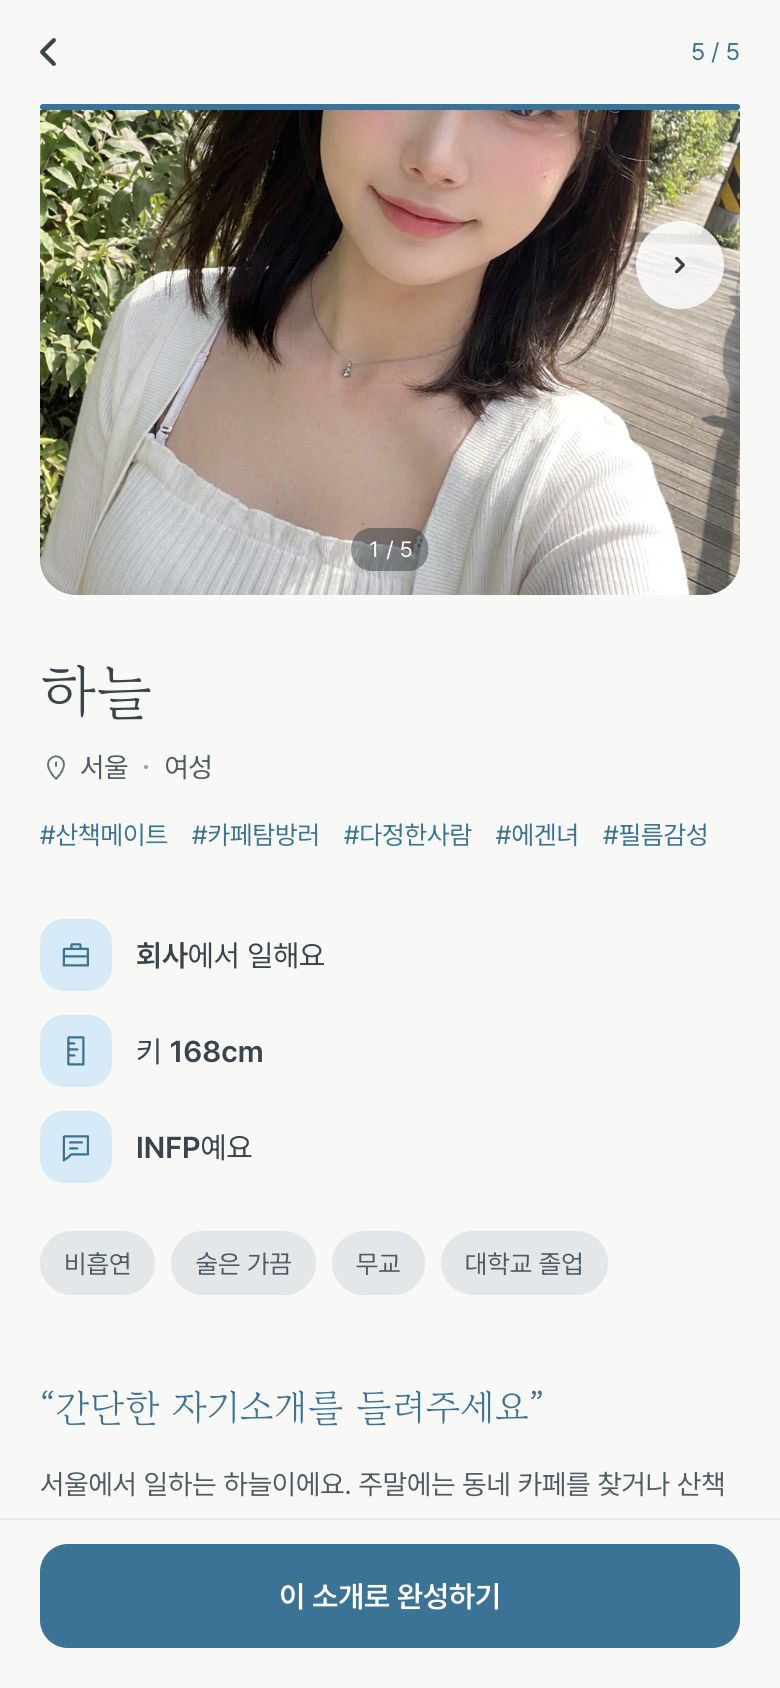 5 / 5
1 / 5
하늘
서울 · 여성
#산책메이트 #카페탐방러 #다정한사람 #에겐녀 #필름감성
회사에서 일해요
키 168cm
INFP예요
비흡연 술은 가끔 무교 대학교 졸업
“간단한 자기소개를 들려주세요”
서울에서 일하는 하늘이에요. 주말에는 동네 카페를 찾거나 산책
이 소개로 완성하기